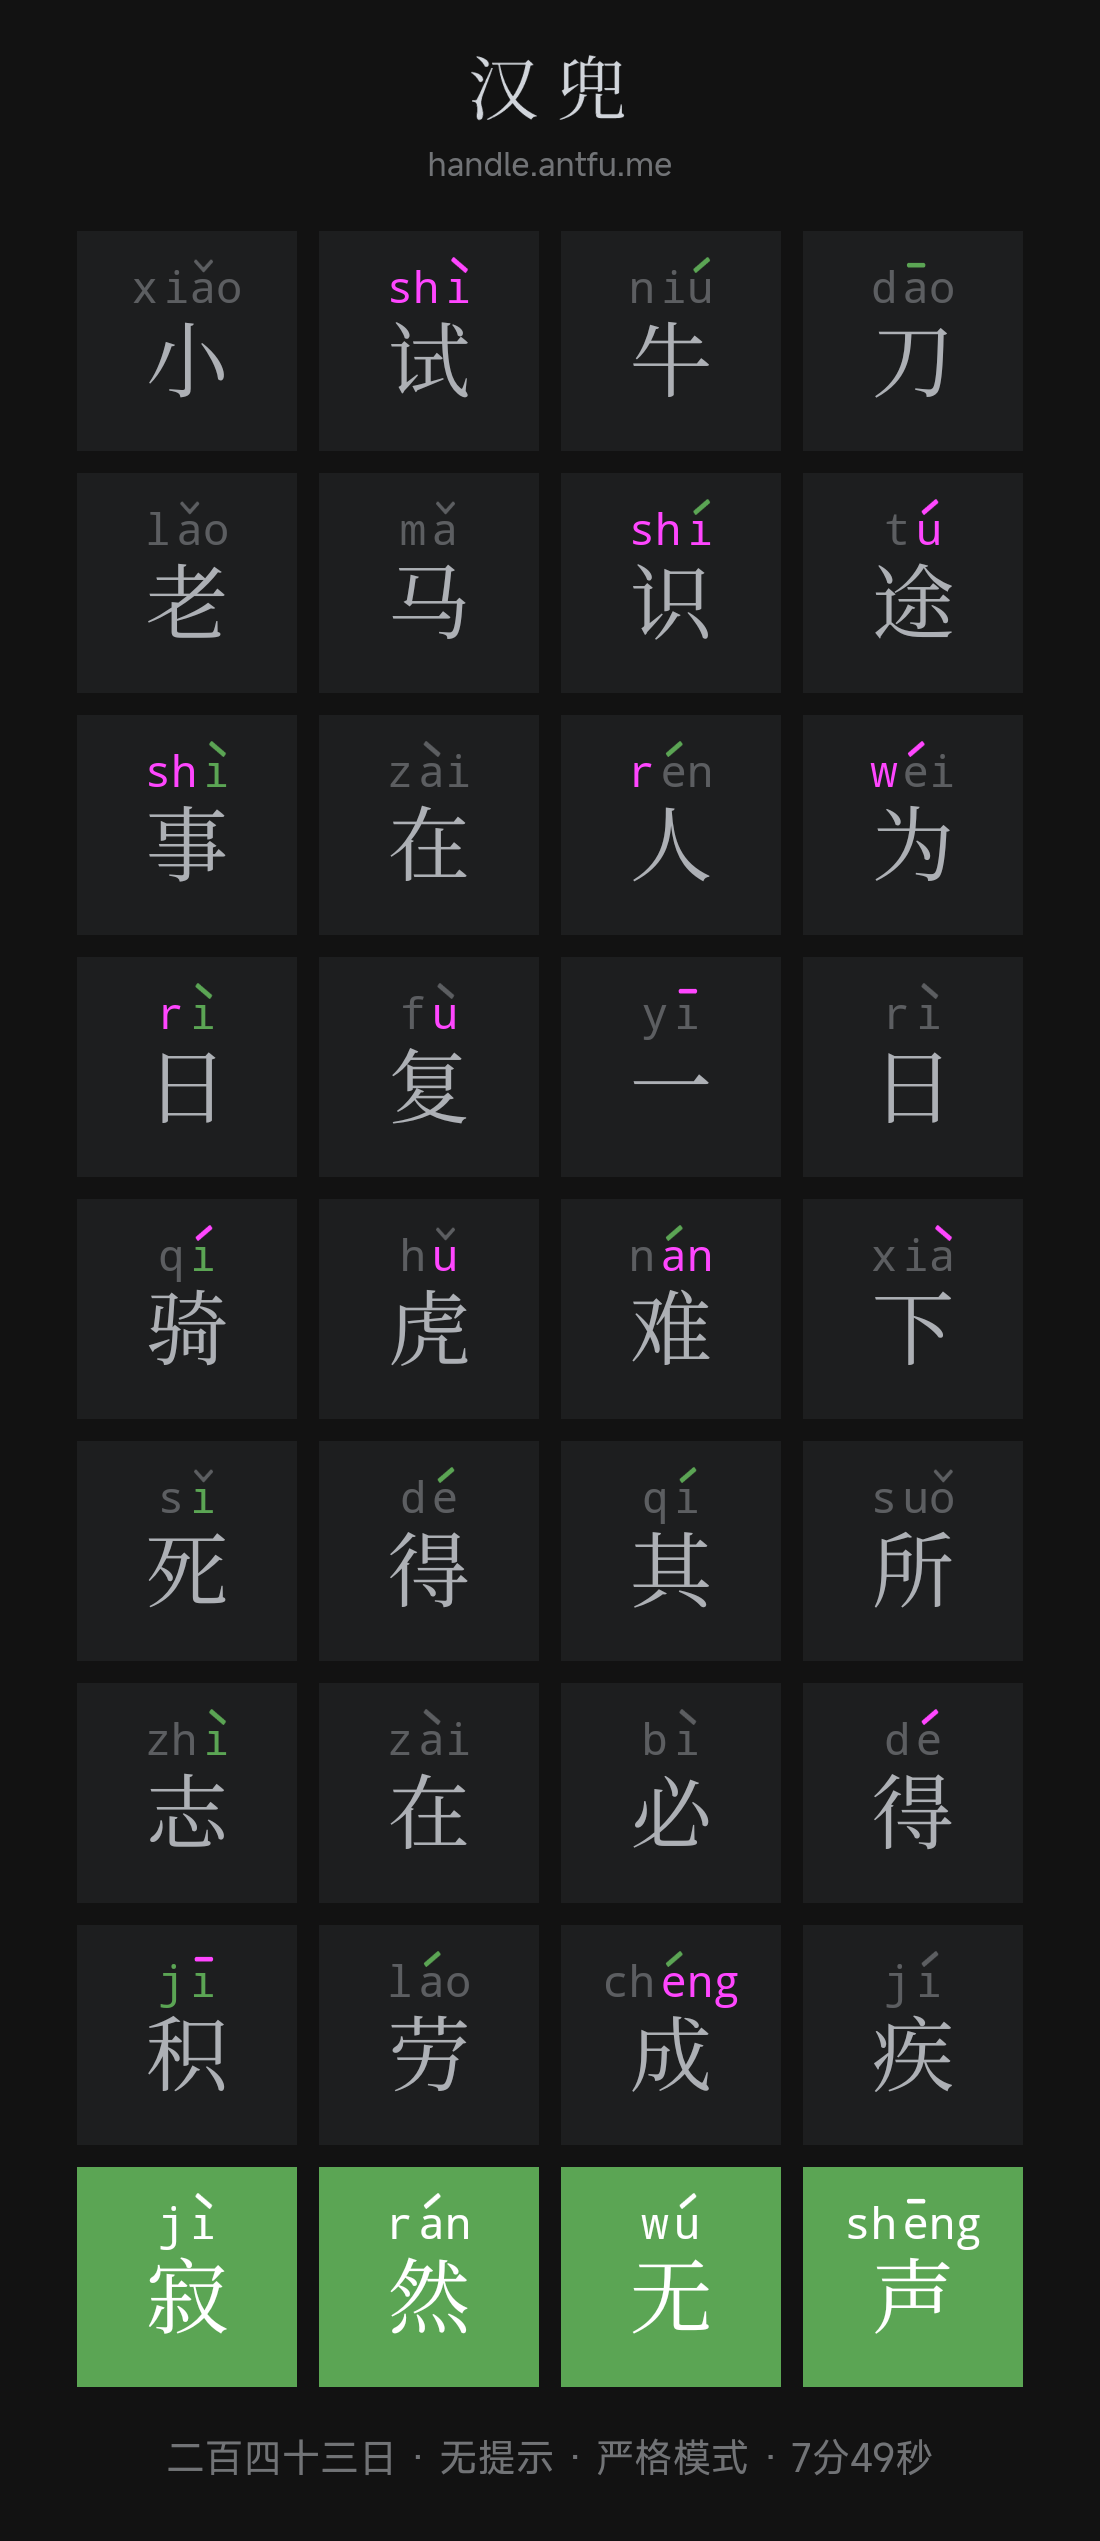 汉兜
handle.antfu.me
xiǎo shì niú dāo
小 试 牛 刀
lǎo mǎ shí tú
老 马 识 途
shì zài rén wéi
事 在 人 为
rì fù yī rì
日 复 一 日
qí hǔ nán xià
骑 虎 难 下
sǐ dé qí suǒ
死 得 其 所
zhì zài bì dé
志 在 必 得
jī láo chéng jí
积 劳 成 疾
jì rán wú shēng
寂 然 无 声
二百四十三日 · 无提示 · 严格模式 · 7分49秒